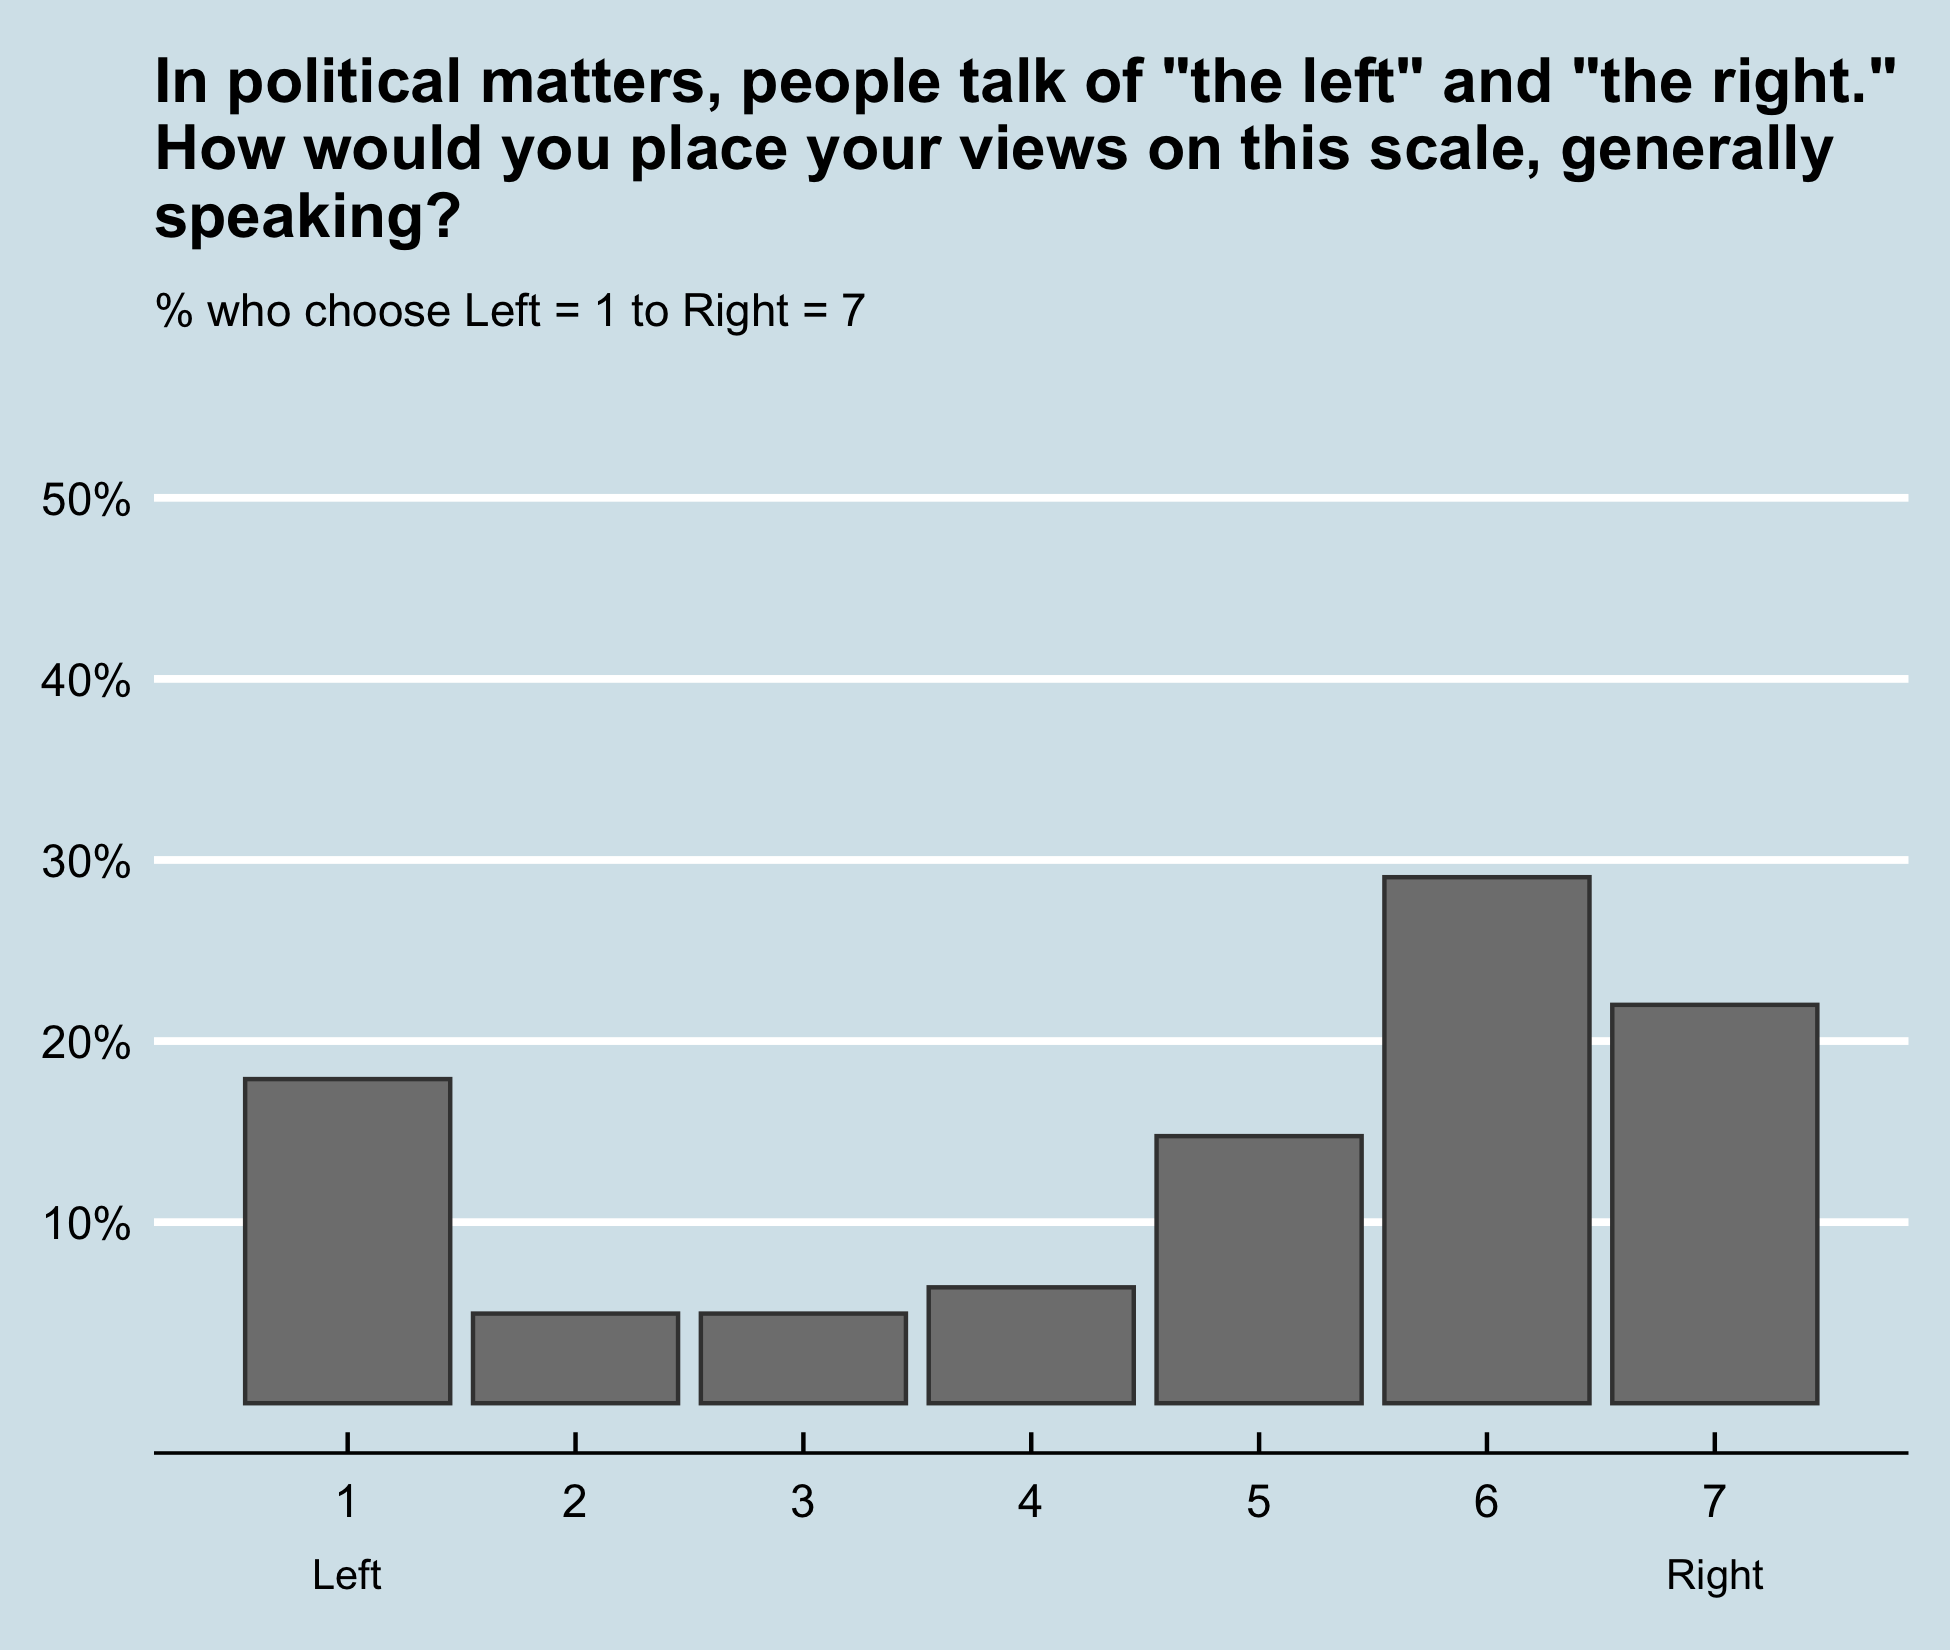 In political matters, people talk of "the left" and "the right."
How would you place your views on this scale, generally
speaking?
% who choose Left = 1 to Right = 7
50%
40%
30%
20%
10%
1 2 3 4 5 6 7
Left Right